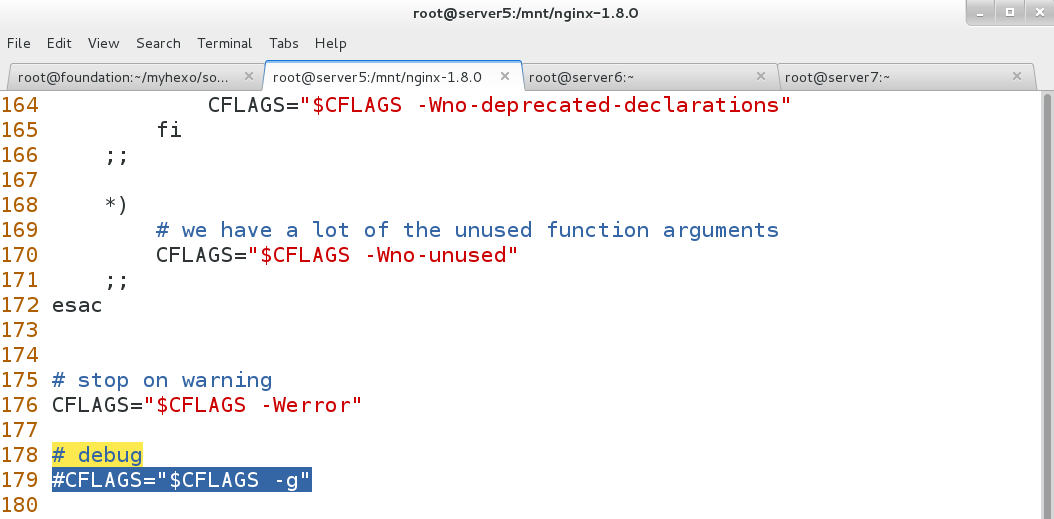 root@server5:/mnt/nginx-1.8.0
File Edit View Search Terminal Tabs Help
root@foundation:~/myhexo/so... × root@server5:/mnt/nginx-1.8.0 × root@server6:~ × root@server7:~ ×
164             CFLAGS="$CFLAGS -Wno-deprecated-declarations"
165         fi
166     ;;
167
168     *)
169         # we have a lot of the unused function arguments
170         CFLAGS="$CFLAGS -Wno-unused"
171     ;;
172 esac
173
174
175 # stop on warning
176 CFLAGS="$CFLAGS -Werror"
177
178 # debug
179 #CFLAGS="$CFLAGS -g"
180